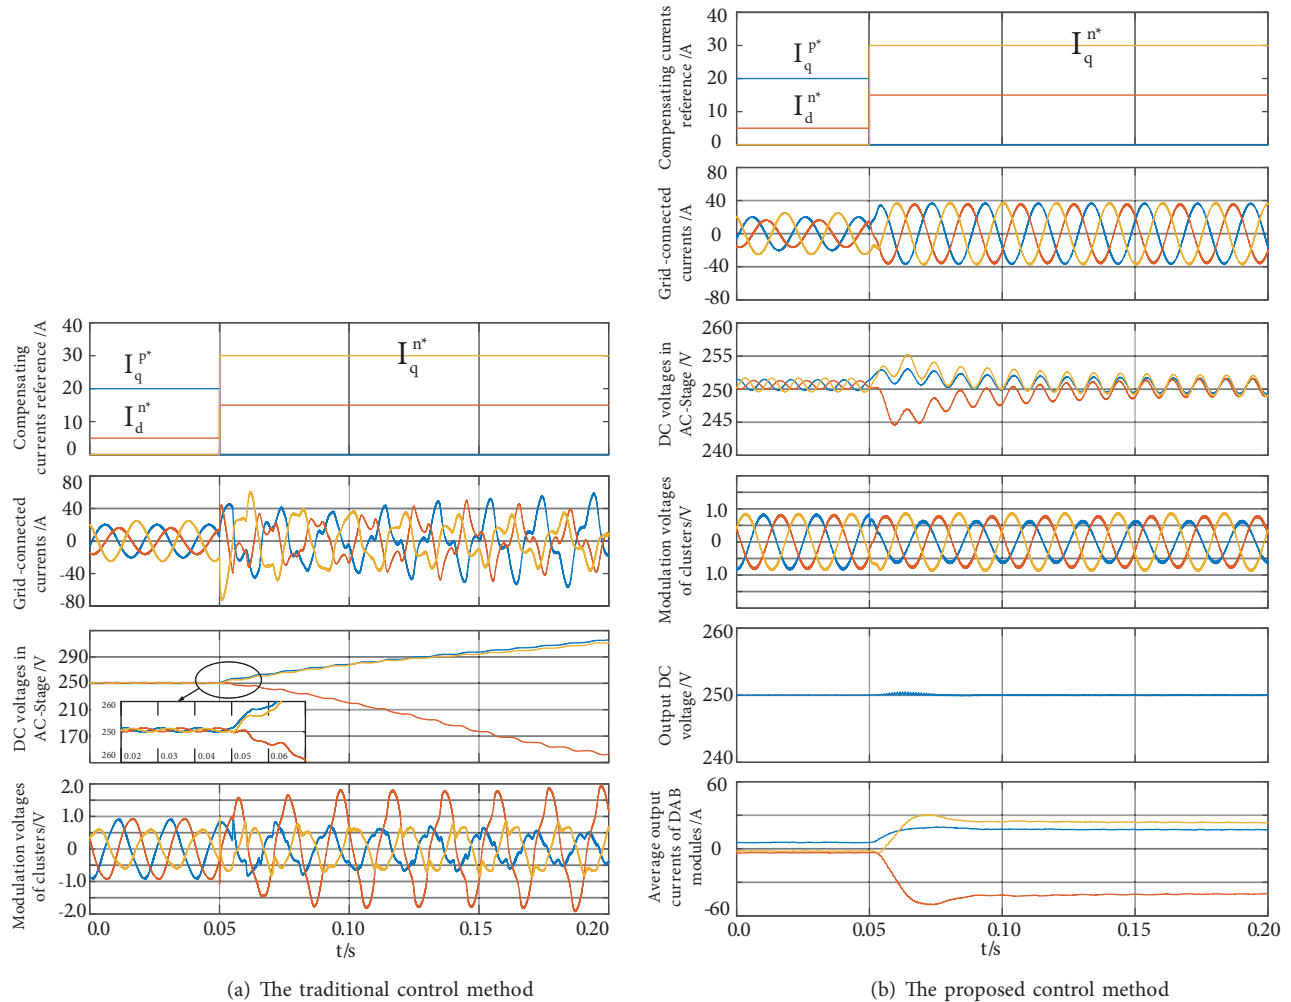 Compensating
currents reference /A
40
30
20
10
0
I_q^p*
I_d^n*
I_q^n*
Grid -connected
currents /A
80
40
0
-40
-80
DC voltages in
AC-Stage /V
290
250
210
170
260
250
260
0.02 0.03 0.04 0.05 0.06
Modulation voltages
of clusters/V
2.0
1.0
0
-1.0
-2.0
0.0 0.05 0.10 0.15 0.20
t/s
(a) The traditional control method
Compensating currents
reference /A
40
30
20
10
0
I_q^p*
I_d^n*
I_q^n*
Grid -connected
currents /A
80
40
0
-40
-80
DC voltages in
AC-Stage /V
260
255
250
245
240
Modulation voltages
of clusters/V
1.0
0
1.0
Output DC
voltage /V
260
250
240
Average output
currents of DAB
modules /A
60
0
-60
0.0 0.05 0.10 0.15 0.20
t/s
(b) The proposed control method